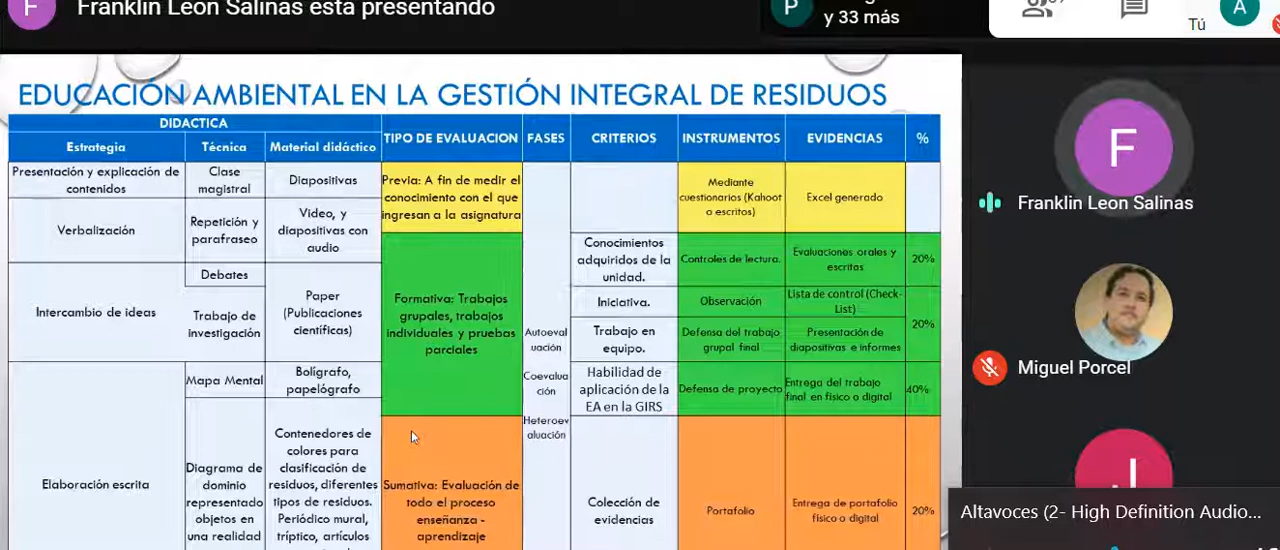 F
Franklin Leon Salinas está presentando
P
y 33 más
Tú
A
EDUCACIÓN AMBIENTAL EN LA GESTIÓN INTEGRAL DE RESIDUOS
DIDACTICA
TIPO DE EVALUACION
FASES
CRITERIOS
INSTRUMENTOS
EVIDENCIAS
%
Estrategia
Técnica
Material didáctico
Presentación y explicación de
contenidos
Clase
magistral
Diapositivas
Previa: A fin de medir el
conocimiento con el que
ingresan a la asignatura
Mediante
cuestionarios (Kahoot
o escritos)
Excel generado
Verbalización
Repetición y
parafraseo
Video, y
diapositivas con
audio
Formativa: Trabajos
grupales, trabajos
individuales y pruebas
parciales
Autoeval
uación
Coevalua
ción
Heteroev
aluación
Conocimientos
adquiridos de la
unidad.
Controles de lectura.
Evaluaciones orales y
escritas
20%
Intercambio de ideas
Debates
Trabajo de
investigación
Paper
(Publicaciones
científicas)
Iniciativa.
Observación
Lista de control (Check-
List)
20%
Trabajo en
equipo.
Defensa del trabajo
grupal final
Presentación de
diapositivas e informes
Elaboración escrita
Mapa Mental
Bolígrafo,
papelógrafo
Habilidad de
aplicación de la
EA en la GIRS
Defensa de proyecto
Entrega del trabajo
final en físico o digital
40%
Diagrama de
dominio
representado
objetos en
una realidad
Contenedores de
colores para
clasificación de
residuos, diferentes
tipos de residuos.
Periódico mural,
tríptico, artículos
Sumativa: Evaluación de
todo el proceso
enseñanza -
aprendizaje
Colección de
evidencias
Portafolio
Entrega de portafolio
físico o digital
20%
F
Franklin Leon Salinas
Miguel Porcel
J
Altavoces (2- High Definition Audio...